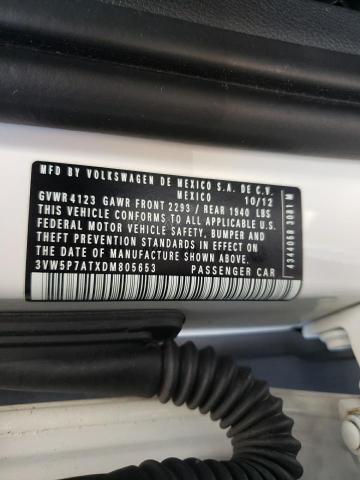 MFD BY VOLKSWAGEN DE MEXICO S.A. DE C.V.
MEXICO 10/12
GVWR 4123 GAWR FRONT 2293 / REAR 1940 LBS
THIS VEHICLE CONFORMS TO ALL APPLICABLE U.S.
FEDERAL MOTOR VEHICLE SAFETY, BUMPER AND
THEFT PREVENTION STANDARDS IN EFFECT ON
THE DATE OF MANUFACTURE SHOWN ABOVE.
3VW5P7ATXDM805653 PASSENGER CAR
4344058 3081 M